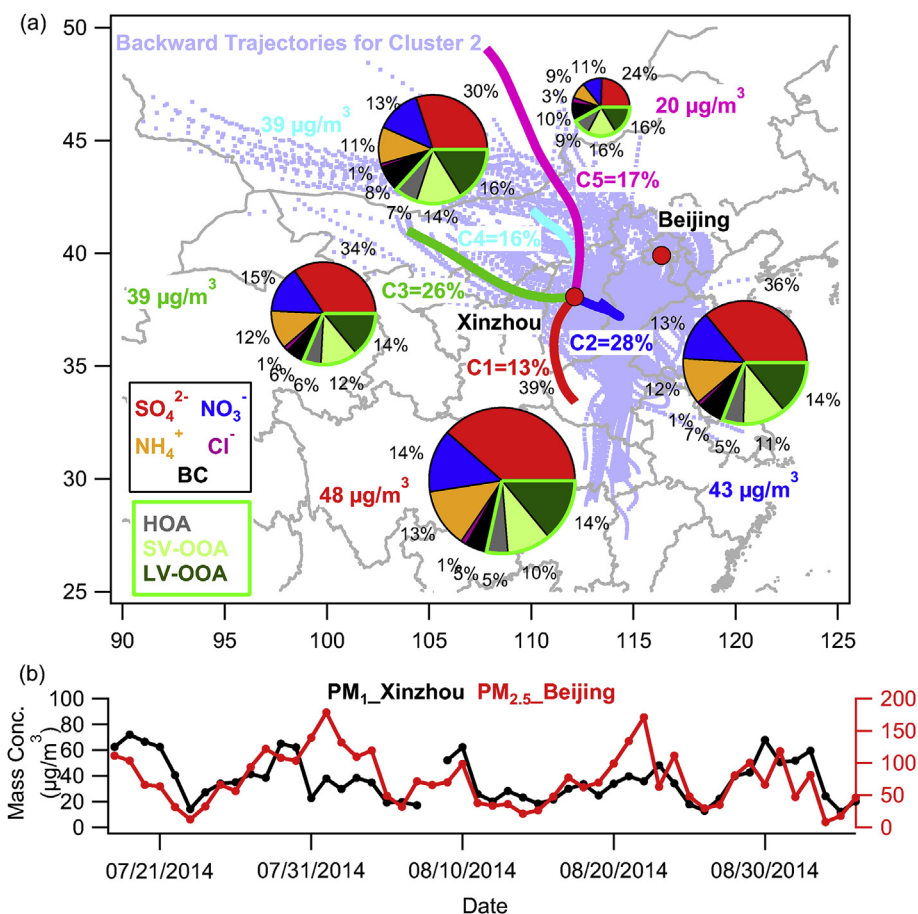 (a)
50
45
40
35
30
25
90 95 100 105 110 115 120 125
Backward Trajectories for Cluster 2
39 µg/m³
13% 30%
11%
1%
8%
7% 14% 16%
9% 11% 24%
3%
10%
9% 16% 16%
20 µg/m³
C5=17%
Beijing
C4=16%
39 µg/m³
C3=26%
34%
15%
12%
1%
6%
6% 12% 14%
Xinzhou
C2=28%
C1=13%
36%
13%
12%
1%
7%
5% 11% 14%
43 µg/m³
39%
14%
13%
1%
5%
5% 10% 14%
48 µg/m³
SO₄²⁻ NO₃⁻
NH₄⁺ Cl⁻
BC
HOA
SV-OOA
LV-OOA
(b)
PM₁_Xinzhou PM₂.₅_Beijing
Mass Conc.
(µg/m³)
100
80
60
40
20
0
200
150
100
50
0
07/21/2014 07/31/2014 08/10/2014 08/20/2014 08/30/2014
Date